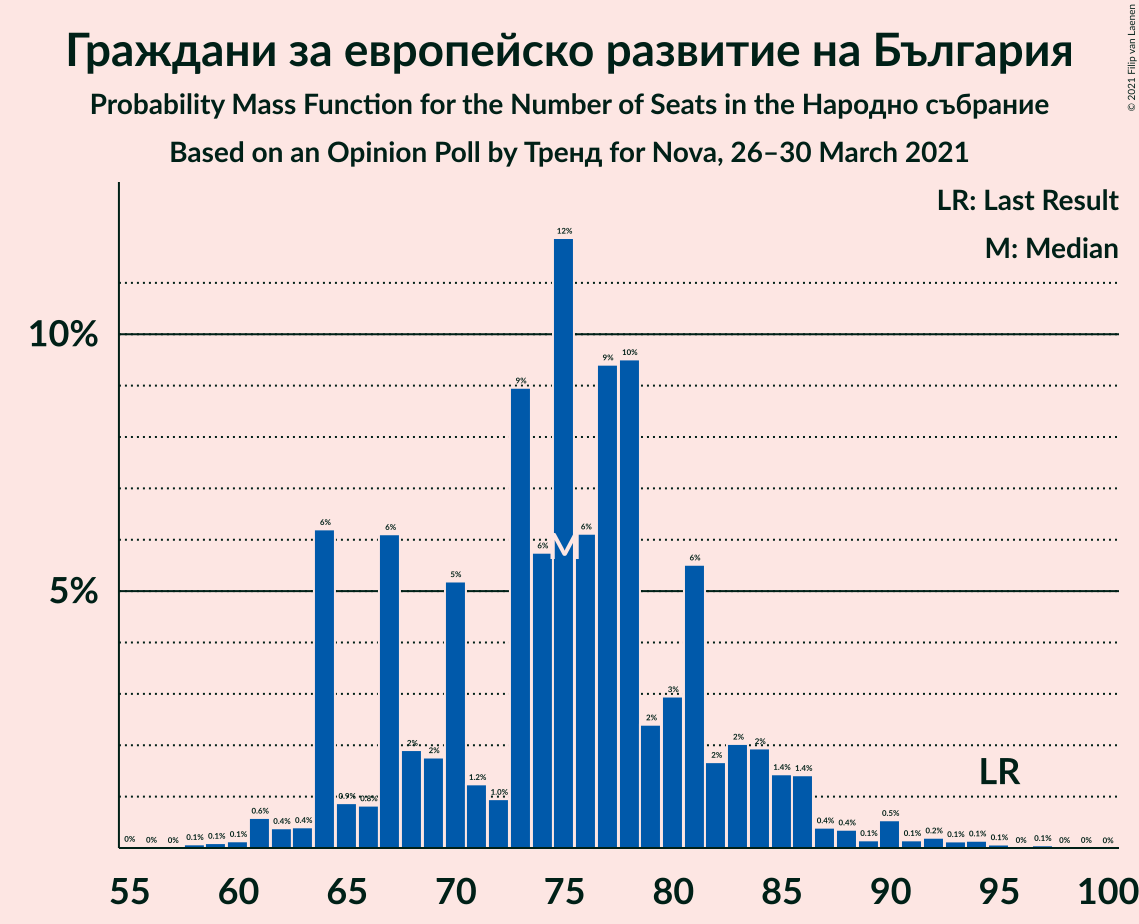 Граждани за европейско развитие на България
Probability Mass Function for the Number of Seats in the Народно събрание
Based on an Opinion Poll by Тренд for Nova, 26–30 March 2021
© 2021 Filip van Laenen
LR: Last Result
M: Median
10%
5%
0% 0% 0% 0.1% 0.1% 0.1% 0.6% 0.4% 0.4% 6% 0.9% 0.8% 6% 2% 2% 5% 1.2% 1.0% 9% 6% 12% 6% 9% 10% 2% 3% 6% 2% 2% 2% 1.4% 1.4% 0.4% 0.4% 0.1% 0.5% 0.1% 0.2% 0.1% 0.1% 0.1% 0% 0.1% 0% 0% 0%
M
LR
55 60 65 70 75 80 85 90 95 100